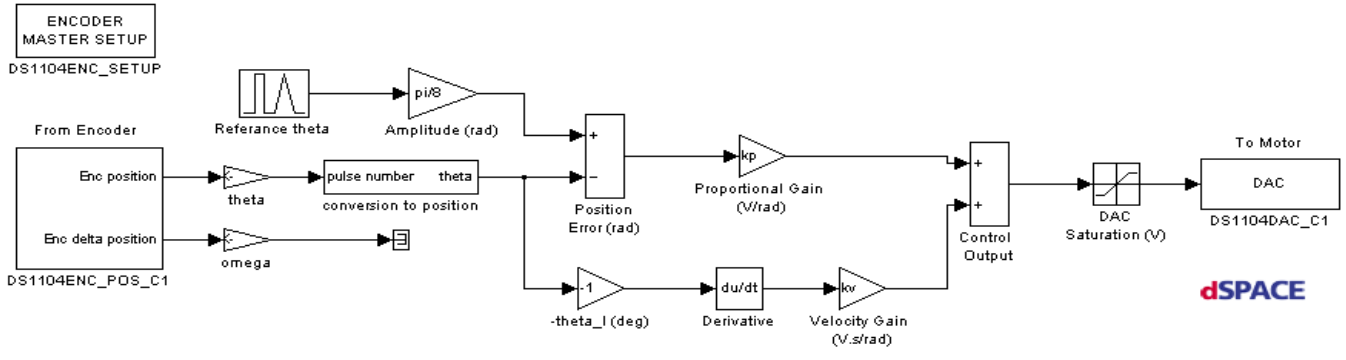 ENCODER
MASTER SETUP
DS1104ENC_SETUP
Referance theta
pi/8
Amplitude (rad)
From Encoder
Enc position
Enc delta position
DS1104ENC_POS_C1
theta
omega
pulse number theta
conversion to position
+
−
Position
Error (rad)
kp
Proportional Gain
(V/rad)
-1
-theta_l (deg)
du/dt
Derivative
kv
Velocity Gain
(V.s/rad)
+
+
Control
Output
DAC
Saturation (V)
To Motor
DAC
DS1104DAC_C1
dSPACE